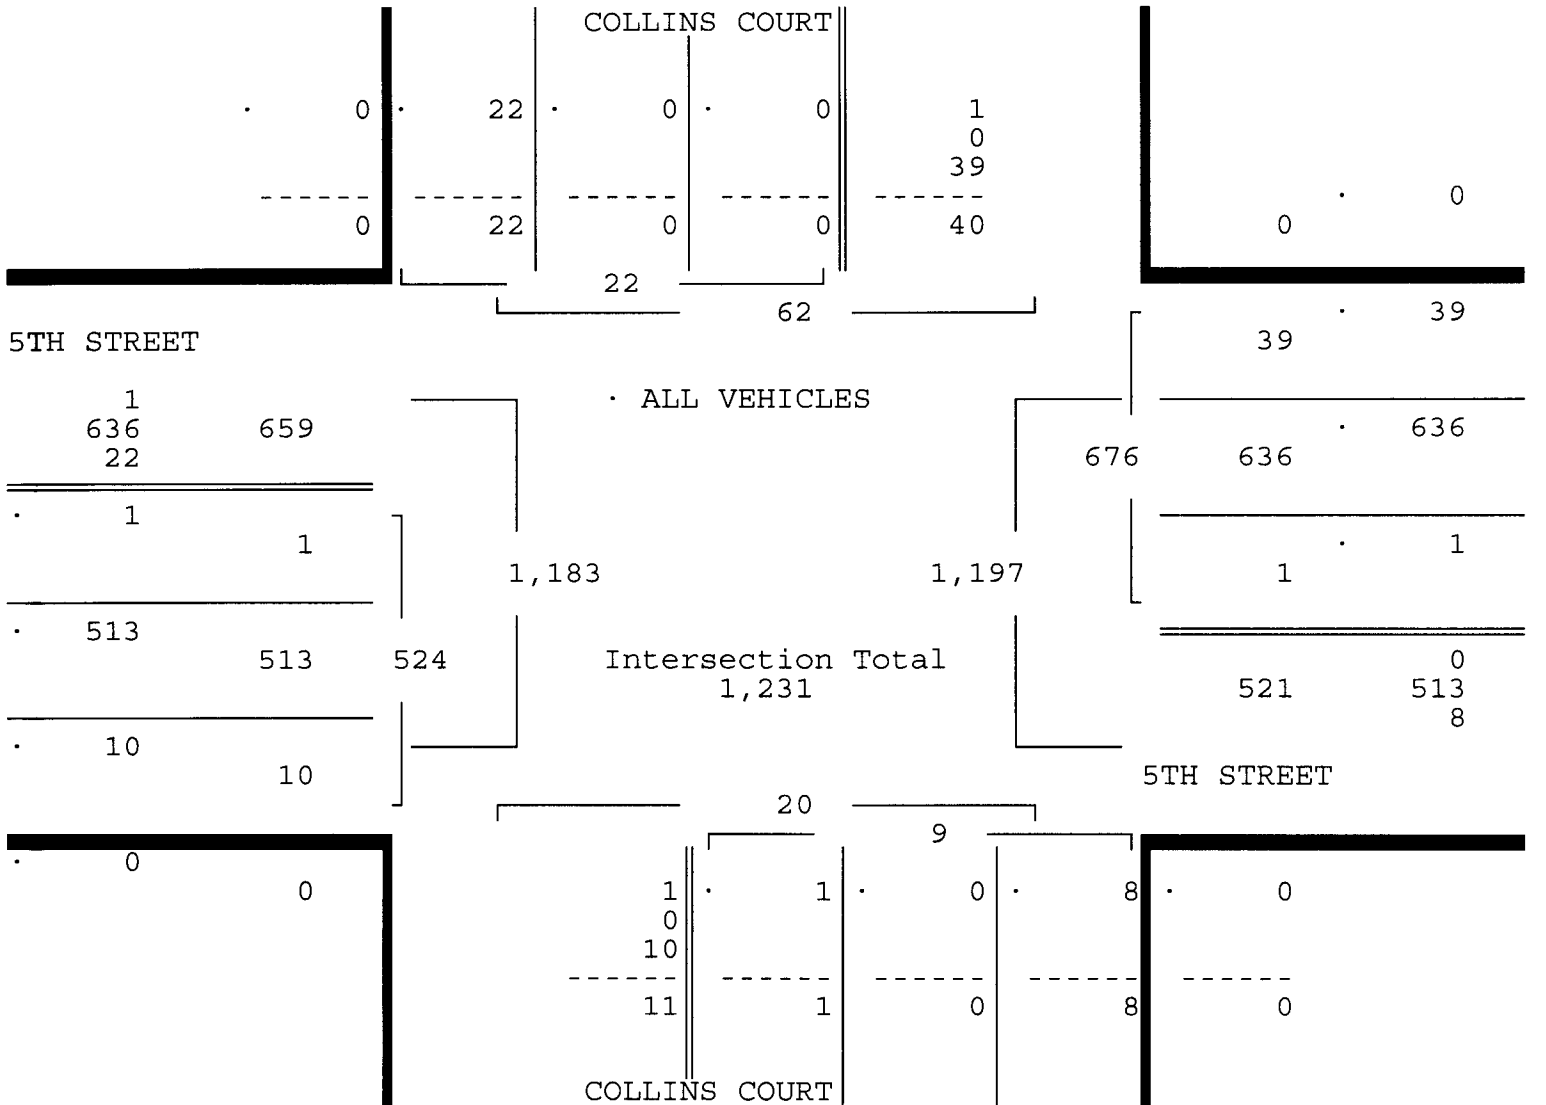 COLLINS COURT
· 0 · 22 · 0 · 0 1
0
39
------ ------ ------ ------ ------
· 0
0 22 0 0 40 0
22
62 · 39
5TH STREET 39
1 · ALL VEHICLES
636 659 · 636
22 676 636
· 1
1 · 1
1,183 1,197 1
· 513
513 524 Intersection Total 0
1,231 521 513
8
· 10
10 5TH STREET
20
9
· 0
0 1 · 1 · 0 · 8 · 0
0
10
------ ------ ------ ------ ------
11 1 0 8 0
COLLINS COURT